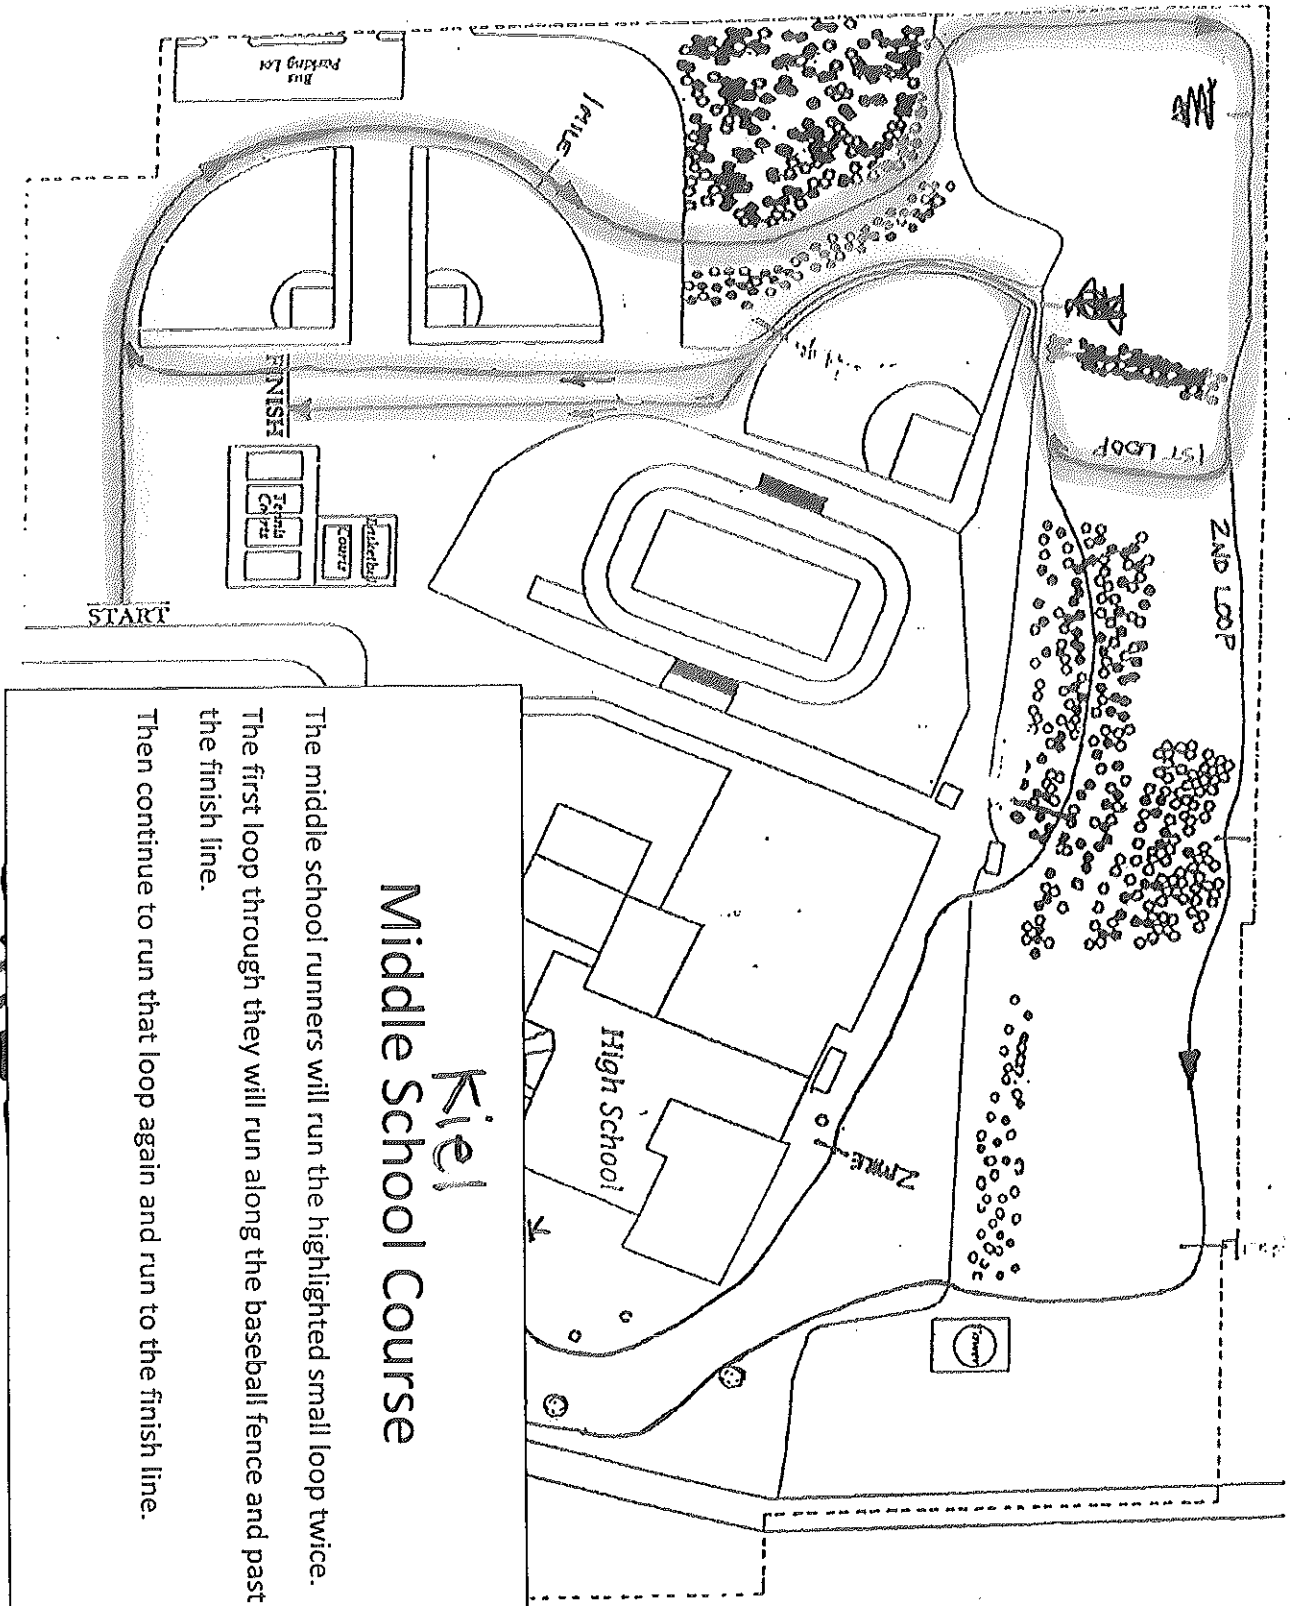 Kiel
Middle School Course
The middle school runners will run the highlighted small loop twice.
The first loop through they will run along the baseball fence and past
the finish line.
Then continue to run that loop again and run to the finish line.
Bus
Parking Lot
1 MILE
1ST LOOP
2ND LOOP
FINISH
Tennis
Courts
Basketball
Courts
START
High School
2 MILE
Tower